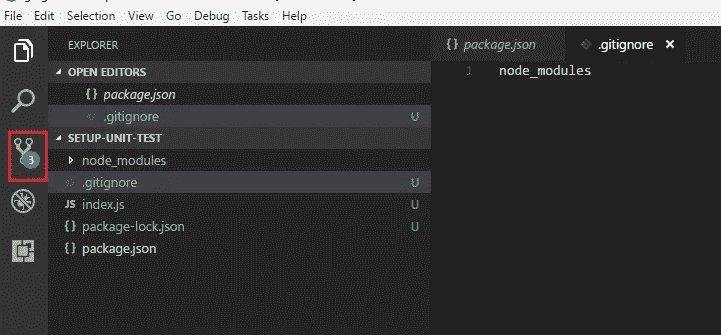 File Edit Selection View Go Debug Tasks Help
EXPLORER
OPEN EDITORS
{} package.json
.gitignore U
SETUP-UNIT-TEST
node_modules
.gitignore U
JS index.js U
{} package-lock.json U
{} package.json
3
{} package.json .gitignore ×
1 node_modules